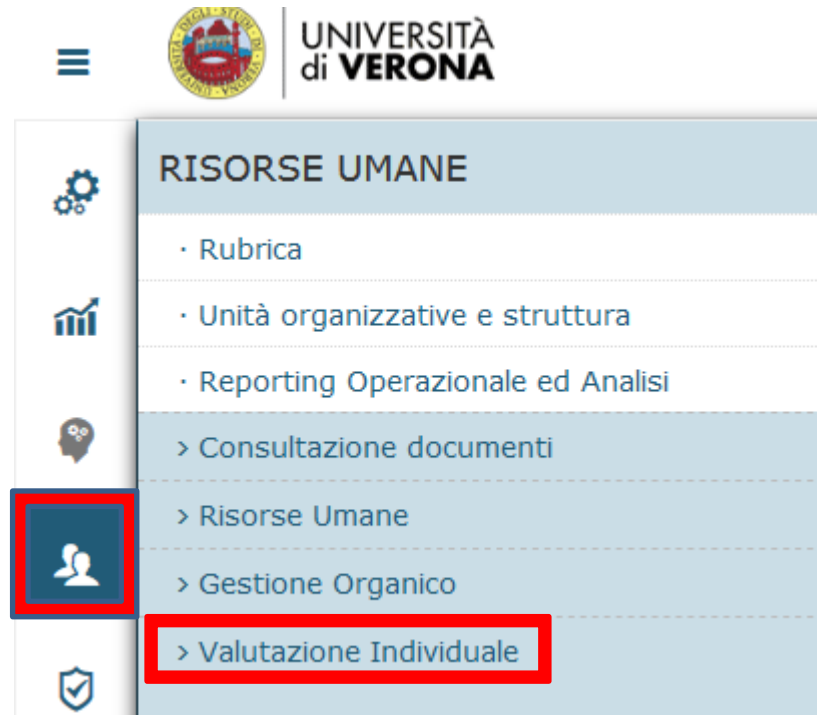 UNIVERSITÀ
di VERONA
RISORSE UMANE
· Rubrica
· Unità organizzative e struttura
· Reporting Operazionale ed Analisi
> Consultazione documenti
> Risorse Umane
> Gestione Organico
> Valutazione Individuale